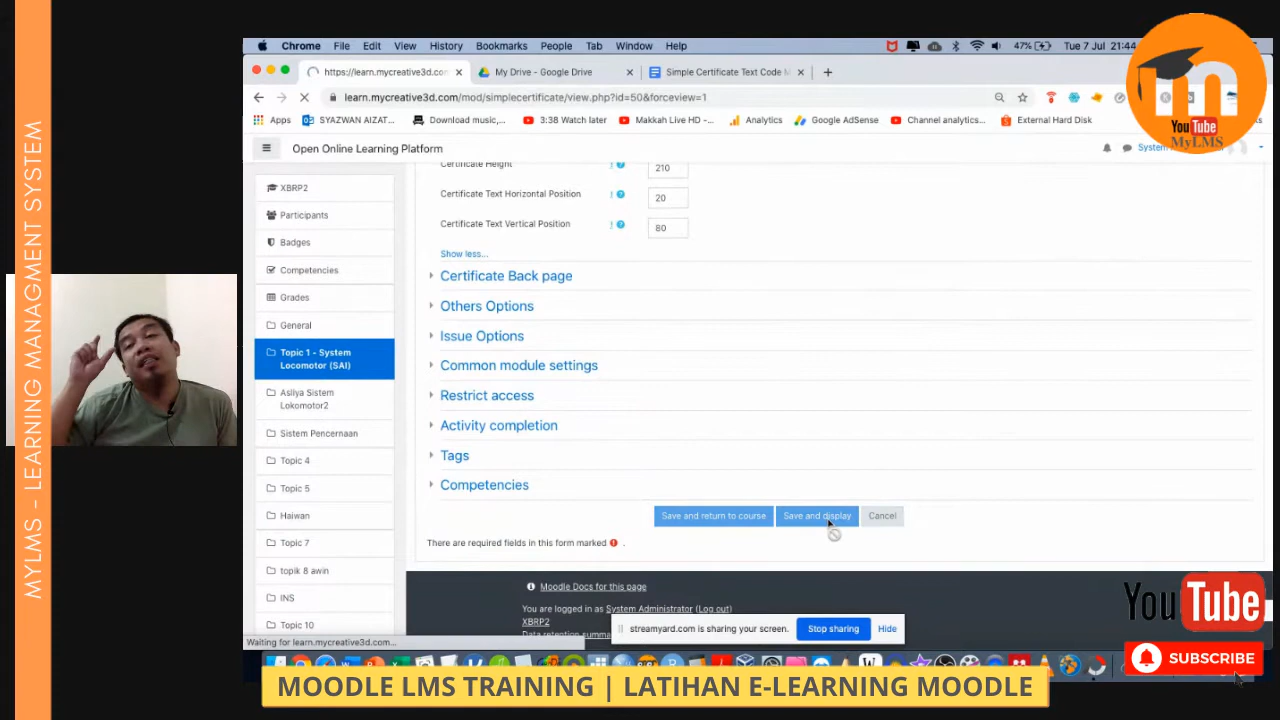 MYLMS - LEARNING MANAGMENT SYSTEM
Chrome File Edit View History Bookmarks People Tab Window Help
47% Tue 7 Jul 21:44
https://learn.mycreative3d.com
My Drive - Google Drive
Simple Certificate Text Code M
learn.mycreative3d.com/mod/simplecertificate/view.php?id=50&forceview=1
Apps
SYAZWAN AIZAT...
Download music,...
3:38 Watch later
Makkah Live HD -...
Analytics
Google AdSense
Channel analytics...
External Hard Disk
YouTube
MyLMS
Open Online Learning Platform
System
XBRP2
Participants
Badges
Competencies
Grades
General
Topic 1 - System
Locomotor (SAI)
Asliya Sistem
Lokomotor2
Sistem Pencernaan
Topic 4
Topic 5
Haiwan
Topic 7
topik 8 awin
INS
Topic 10
Certificate Height 210
Certificate Text Horizontal Position 20
Certificate Text Vertical Position 80
Show less...
Certificate Back page
Others Options
Issue Options
Common module settings
Restrict access
Activity completion
Tags
Competencies
Save and return to course
Save and display
Cancel
There are required fields in this form marked .
Moodle Docs for this page
You are logged in as System Administrator (Log out)
XBRP2
Data retention summa
streamyard.com is sharing your screen.
Stop sharing
Hide
Waiting for learn.mycreative3d.com...
YouTube
SUBSCRIBE
MOODLE LMS TRAINING | LATIHAN E-LEARNING MOODLE